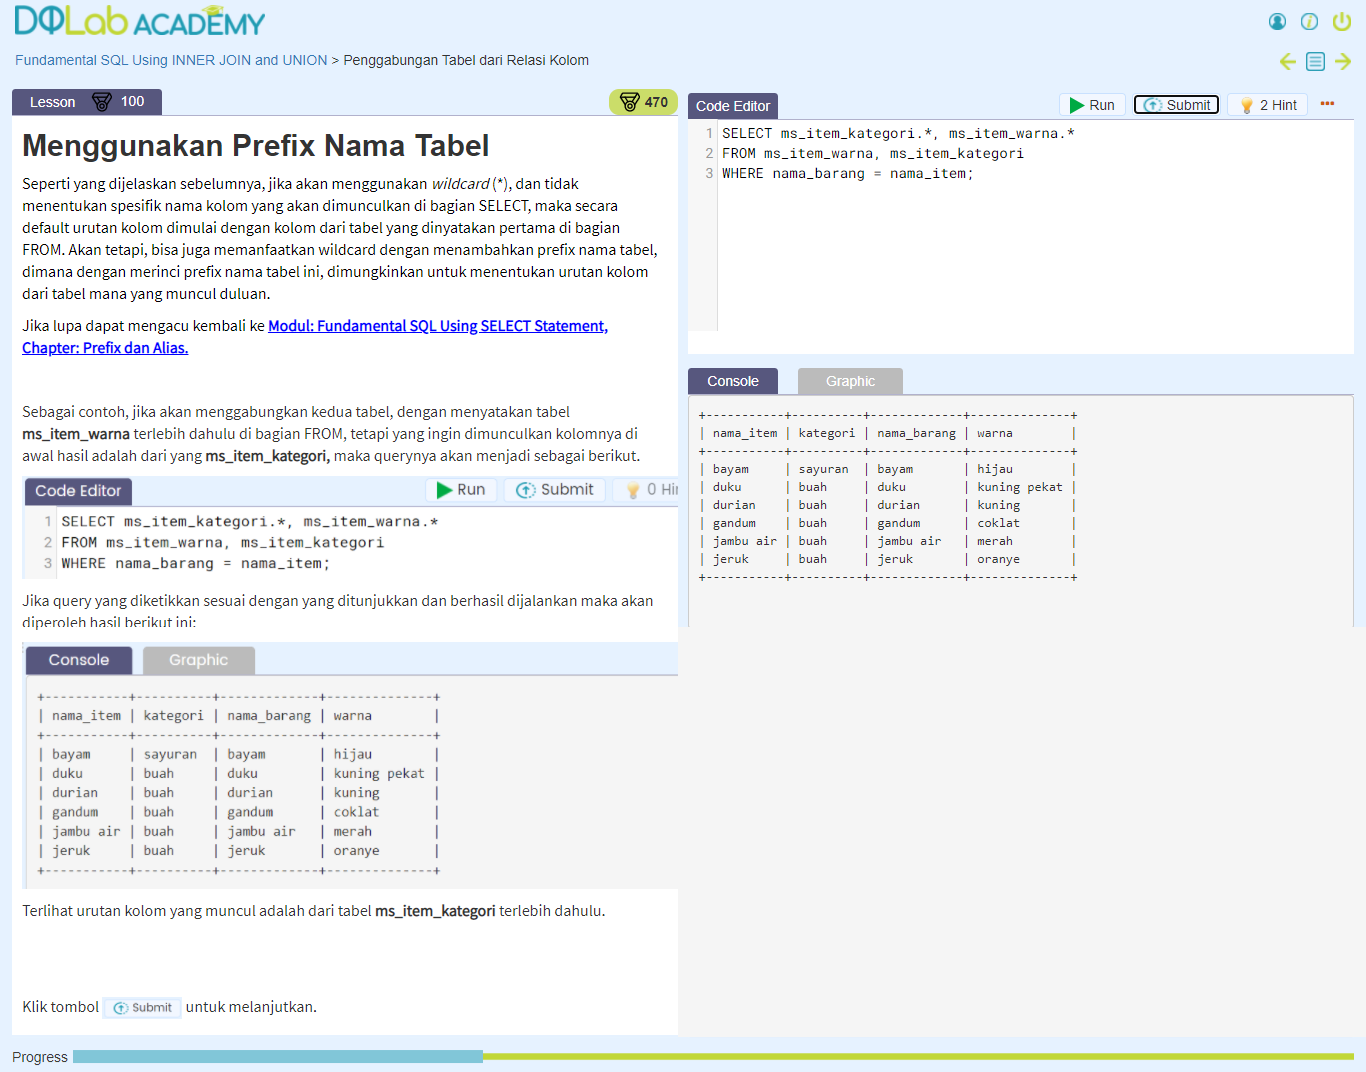 DQLab ACADEMY
Fundamental SQL Using INNER JOIN and UNION > Penggabungan Tabel dari Relasi Kolom
Lesson 100
470
Menggunakan Prefix Nama Tabel
Seperti yang dijelaskan sebelumnya, jika akan menggunakan wildcard (*), dan tidak
menentukan spesifik nama kolom yang akan dimunculkan di bagian SELECT, maka secara
default urutan kolom dimulai dengan kolom dari tabel yang dinyatakan pertama di bagian
FROM. Akan tetapi, bisa juga memanfaatkan wildcard dengan menambahkan prefix nama tabel,
dimana dengan merinci prefix nama tabel ini, dimungkinkan untuk menentukan urutan kolom
dari tabel mana yang muncul duluan.
Jika lupa dapat mengacu kembali ke Modul: Fundamental SQL Using SELECT Statement,
Chapter: Prefix dan Alias.
Sebagai contoh, jika akan menggabungkan kedua tabel, dengan menyatakan tabel
ms_item_warna terlebih dahulu di bagian FROM, tetapi yang ingin dimunculkan kolomnya di
awal hasil adalah dari yang ms_item_kategori, maka querynya akan menjadi sebagai berikut.
Code Editor Run Submit 0 Hin
1 SELECT ms_item_kategori.*, ms_item_warna.*
2 FROM ms_item_warna, ms_item_kategori
3 WHERE nama_barang = nama_item;
Jika query yang diketikkan sesuai dengan yang ditunjukkan dan berhasil dijalankan maka akan
diperoleh hasil berikut ini:
Console Graphic
+-----------+----------+-------------+--------------+
| nama_item | kategori | nama_barang | warna        |
+-----------+----------+-------------+--------------+
| bayam     | sayuran  | bayam       | hijau        |
| duku      | buah     | duku        | kuning pekat |
| durian    | buah     | durian      | kuning       |
| gandum    | buah     | gandum      | coklat       |
| jambu air | buah     | jambu air   | merah        |
| jeruk     | buah     | jeruk       | oranye       |
+-----------+----------+-------------+--------------+
Terlihat urutan kolom yang muncul adalah dari tabel ms_item_kategori terlebih dahulu.
Klik tombol Submit untuk melanjutkan.
Code Editor Run Submit 2 Hint
1 SELECT ms_item_kategori.*, ms_item_warna.*
2 FROM ms_item_warna, ms_item_kategori
3 WHERE nama_barang = nama_item;
Console Graphic
+-----------+----------+-------------+--------------+
| nama_item | kategori | nama_barang | warna        |
+-----------+----------+-------------+--------------+
| bayam     | sayuran  | bayam       | hijau        |
| duku      | buah     | duku        | kuning pekat |
| durian    | buah     | durian      | kuning       |
| gandum    | buah     | gandum      | coklat       |
| jambu air | buah     | jambu air   | merah        |
| jeruk     | buah     | jeruk       | oranye       |
+-----------+----------+-------------+--------------+
Progress